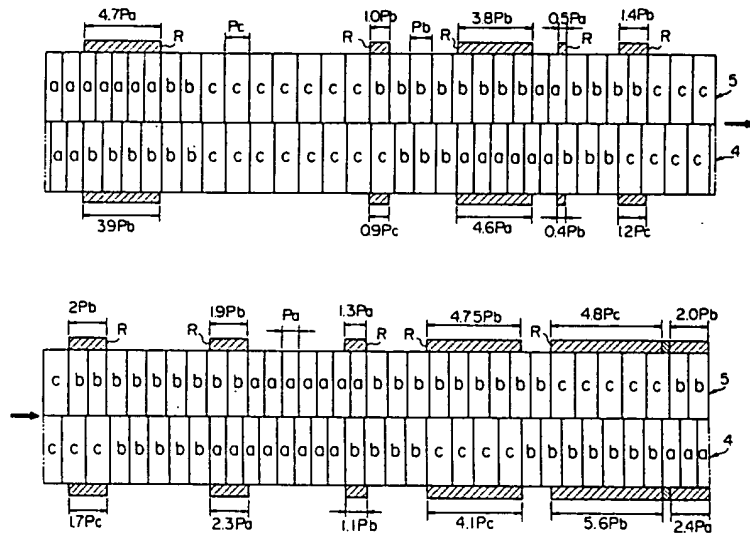 4.7Pa Pc 1.0Pb Pb 3.8Pb 0.5Pa 1.4Pb
R R R R R
a a a a a a a b b c c c c c c c b b b b b b b b a a b b b b c c c 5
a a b b b b b b c c c c c c c c b b b a a a a a a b b b c c c c 4
39Pb 0.9Pc 4.6Pa 0.4Pb 1.2Pc
2Pb 1.9Pb Pa 1.3Pa 4.75Pb 4.8Pc 2.0Pb
R R R R R
c b b b b b b b b b a a a a a a a b b b b b b b b b c c c c c b b 5
c c c b b b b b a a a a a a a a b b b b c c c c b b b b b b b a a a 4
1.7Pc 2.3Pa 1.1Pb 4.1Pc 5.6Pb 2.4Pa